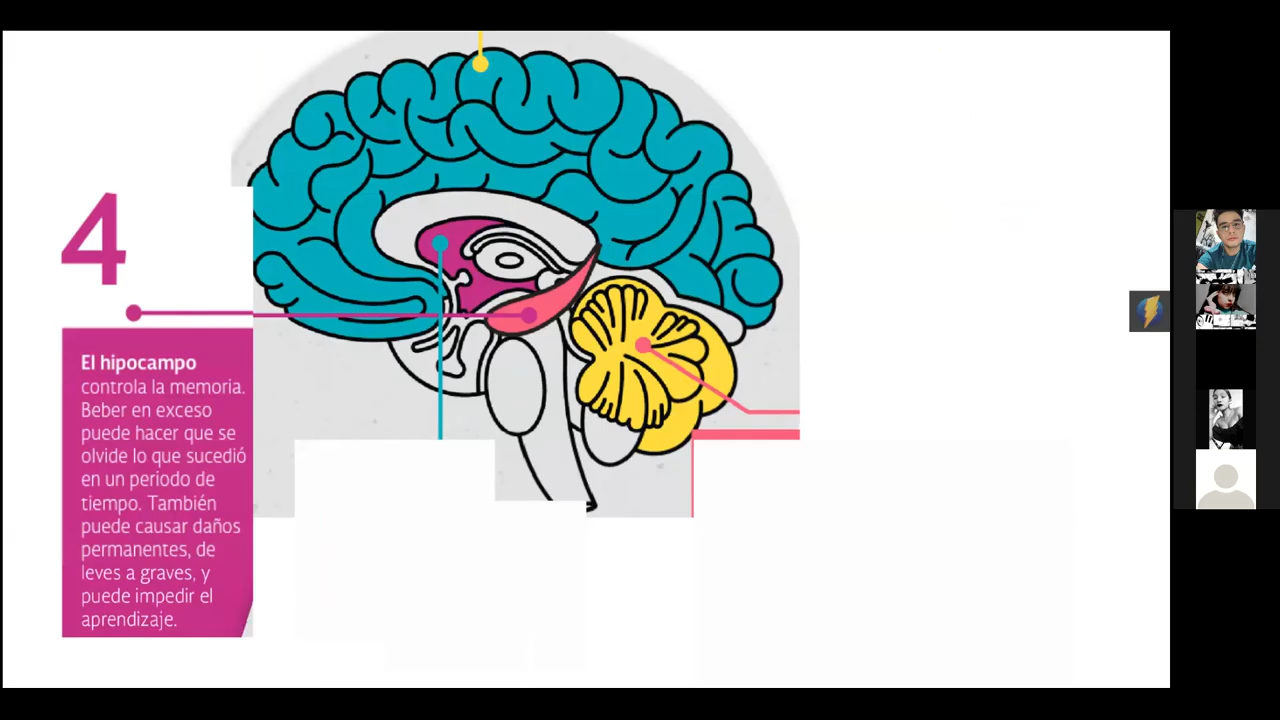 4
El hipocampo
controla la memoria.
Beber en exceso
puede hacer que se
olvide lo que sucedió
en un periodo de
tiempo. También
puede causar daños
permanentes, de
leves a graves, y
puede impedir el
aprendizaje.